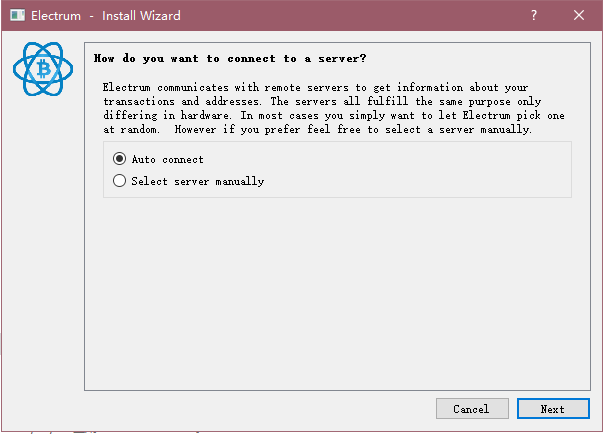 Electrum - Install Wizard
?
How do you want to connect to a server?
Electrum communicates with remote servers to get information about your
transactions and addresses. The servers all fulfill the same purpose only
differing in hardware. In most cases you simply want to let Electrum pick one
at random.  However if you prefer feel free to select a server manually.
Auto connect
Select server manually
Cancel
Next